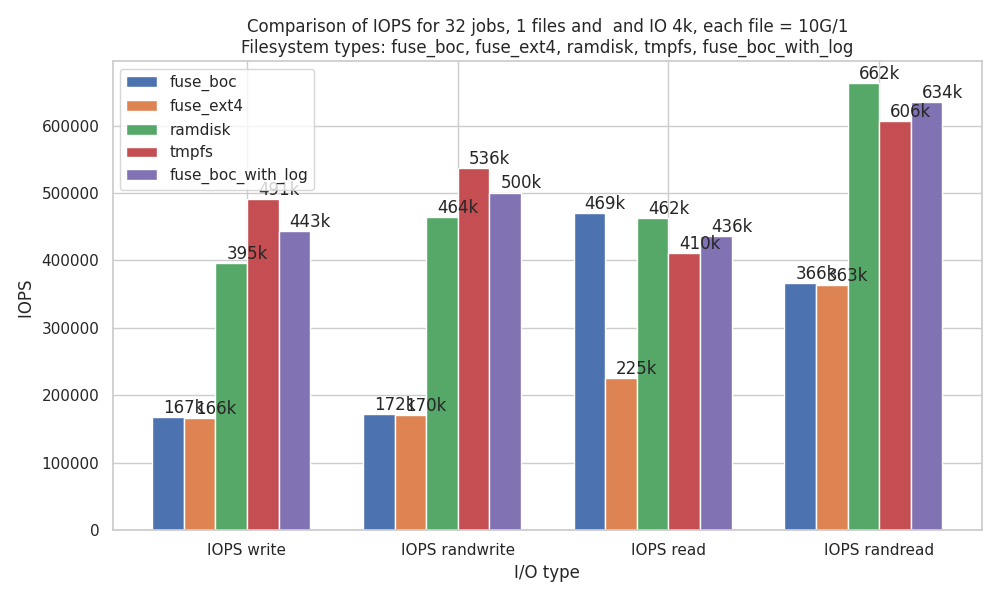 Comparison of IOPS for 32 jobs, 1 files and  and IO 4k, each file = 10G/1
Filesystem types: fuse_boc, fuse_ext4, ramdisk, tmpfs, fuse_boc_with_log
fuse_boc
fuse_ext4
ramdisk
tmpfs
fuse_boc_with_log
IOPS
600000
500000
400000
300000
200000
100000
0
167k
166k
395k
491k
443k
172k
170k
464k
536k
500k
469k
225k
462k
410k
436k
366k
363k
662k
606k
634k
IOPS write
IOPS randwrite
IOPS read
IOPS randread
I/O type